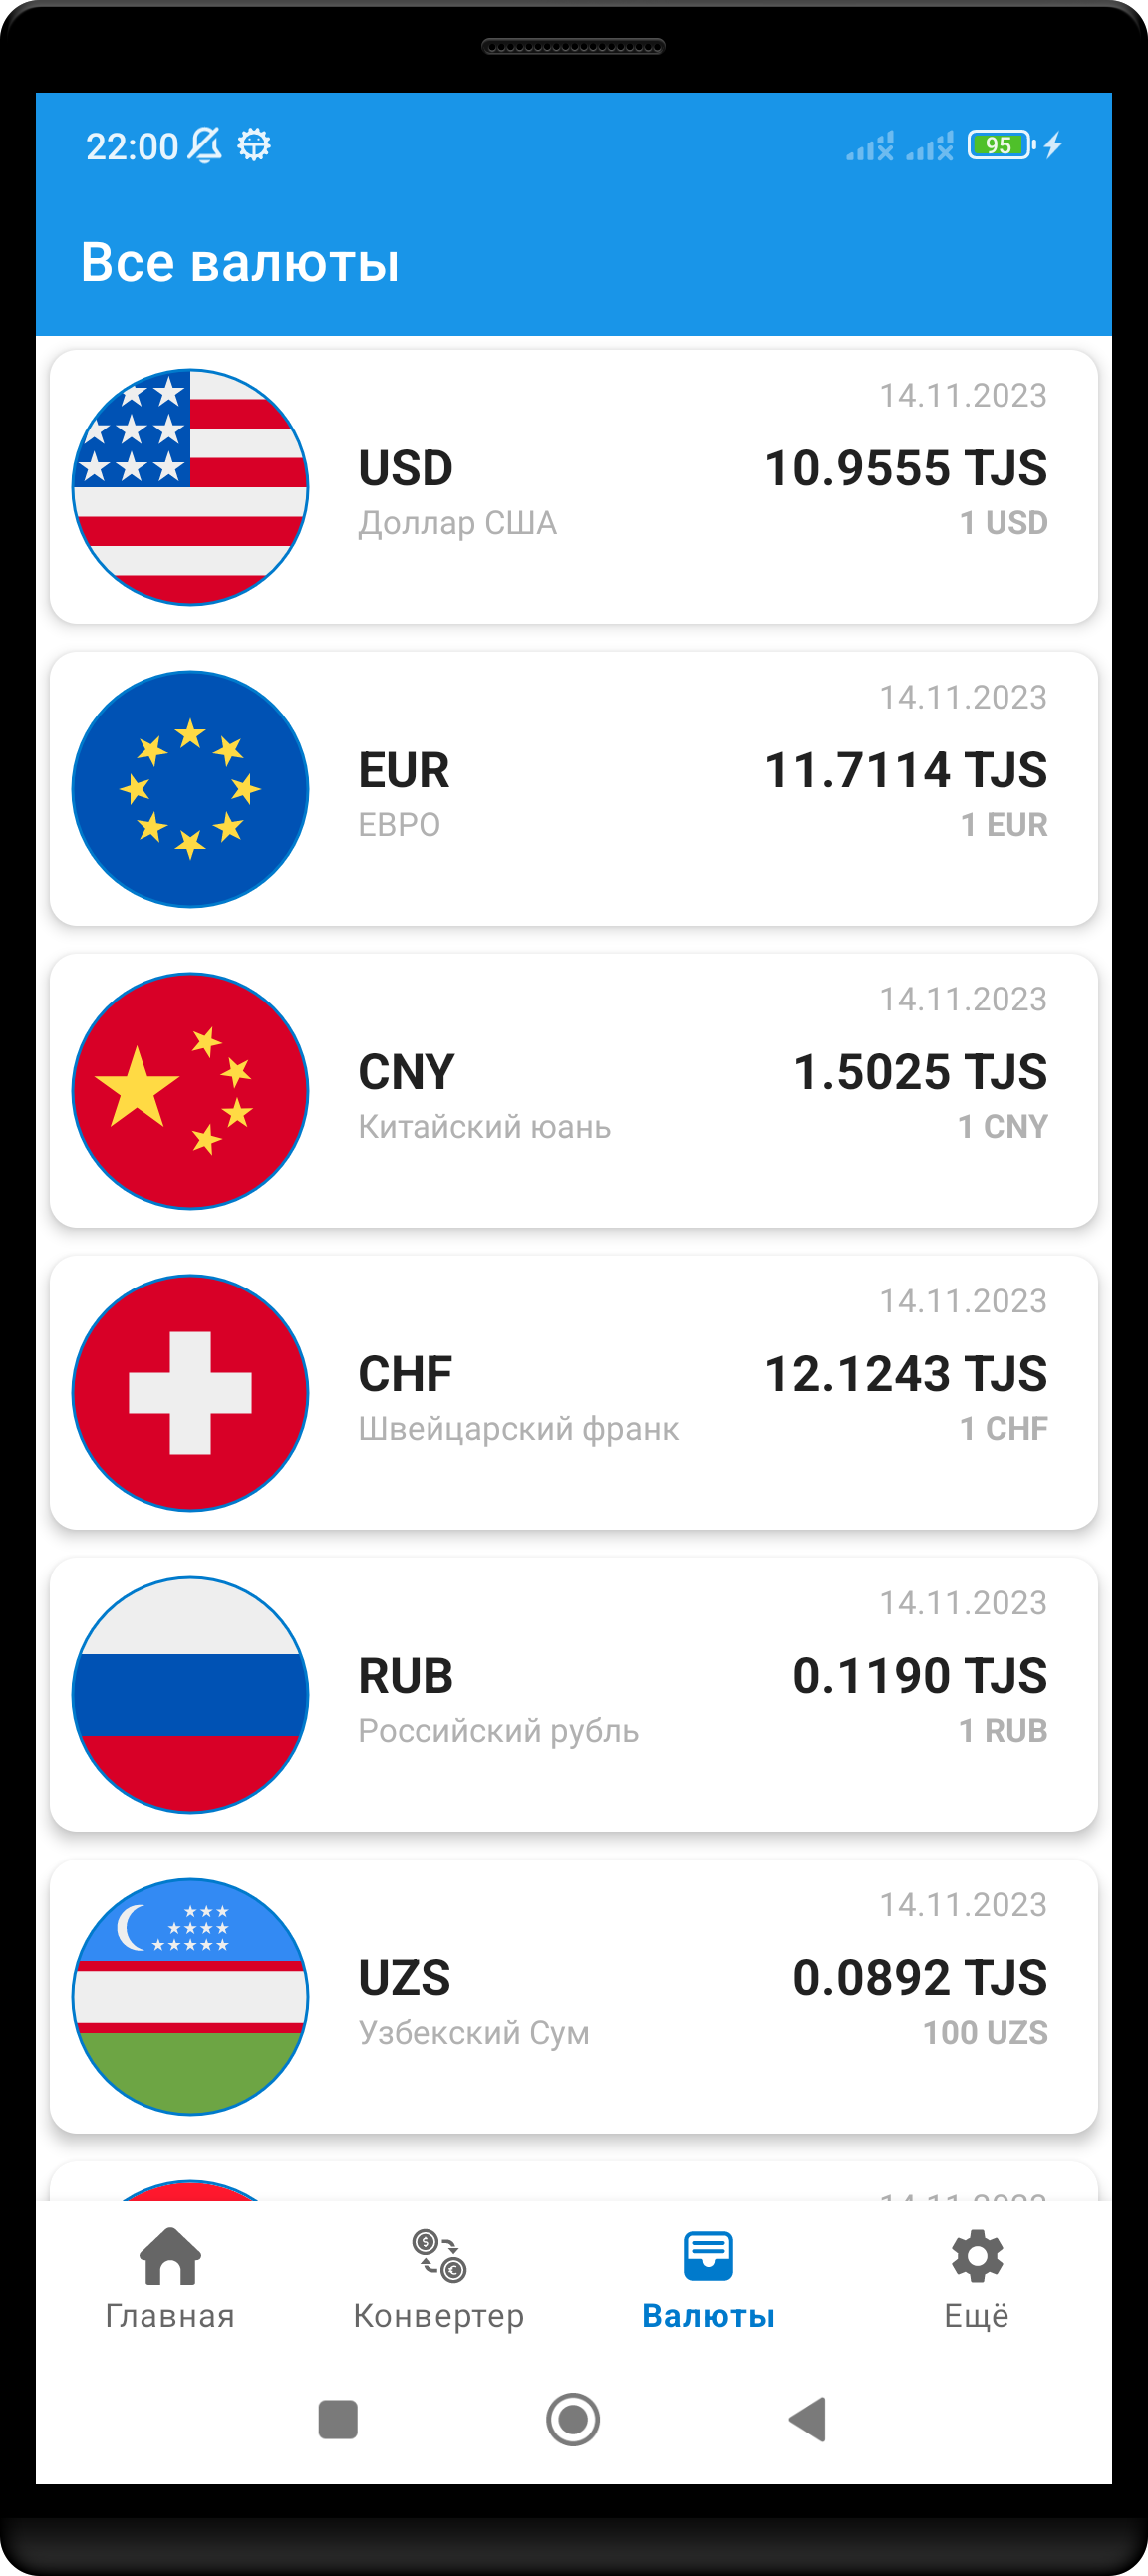 22:00
95
Все валюты
14.11.2023
USD
10.9555 TJS
Доллар США
1 USD
14.11.2023
EUR
11.7114 TJS
ЕВРО
1 EUR
14.11.2023
CNY
1.5025 TJS
Китайский юань
1 CNY
14.11.2023
CHF
12.1243 TJS
Швейцарский франк
1 CHF
14.11.2023
RUB
0.1190 TJS
Российский рубль
1 RUB
14.11.2023
UZS
0.0892 TJS
Узбекский Сум
100 UZS
14.11.2023
Главная
Конвертер
Валюты
Ещё